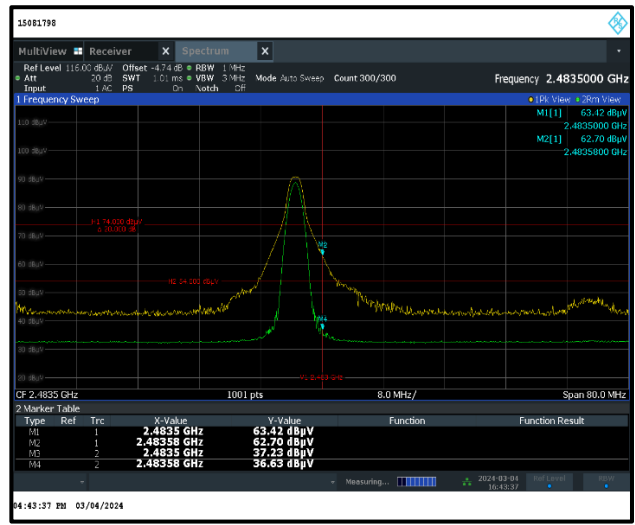 15081798
MultiView Receiver X Spectrum X
Ref Level 116.00 dBµV Offset -4.74 dB RBW 1 MHz
Att 20 dB SWT 1.01 ms VBW 3 MHz Mode Auto Sweep Count 300/300 Frequency 2.4835000 GHz
Input 1 AC PS On Notch Off
1 Frequency Sweep 1Pk View 2Rm View
M1[1] 63.42 dBµV
110 dBµV
2.4835000 GHz
M2[1] 62.70 dBµV
100 dBµV 2.4835800 GHz
90 dBµV
80 dBµV
H1 74.000 dBµV
70 dBµV
M2
60 dBµV
H2 54.000 dBµV
50 dBµV
40 dBµV M4
30 dBµV
20 dBµV
CF 2.4835 GHz 1001 pts 8.0 MHz/ Span 80.0 MHz
2 Marker Table
Type Ref Trc X-Value Y-Value Function Function Result
M1 1 2.4835 GHz 63.42 dBµV
M2 1 2.48358 GHz 62.70 dBµV
M3 2 2.4835 GHz 37.23 dBµV
M4 2 2.48358 GHz 36.63 dBµV
Measuring... 2024-03-04 Ref Level RBW
16:43:37
04:43:37 PM 03/04/2024